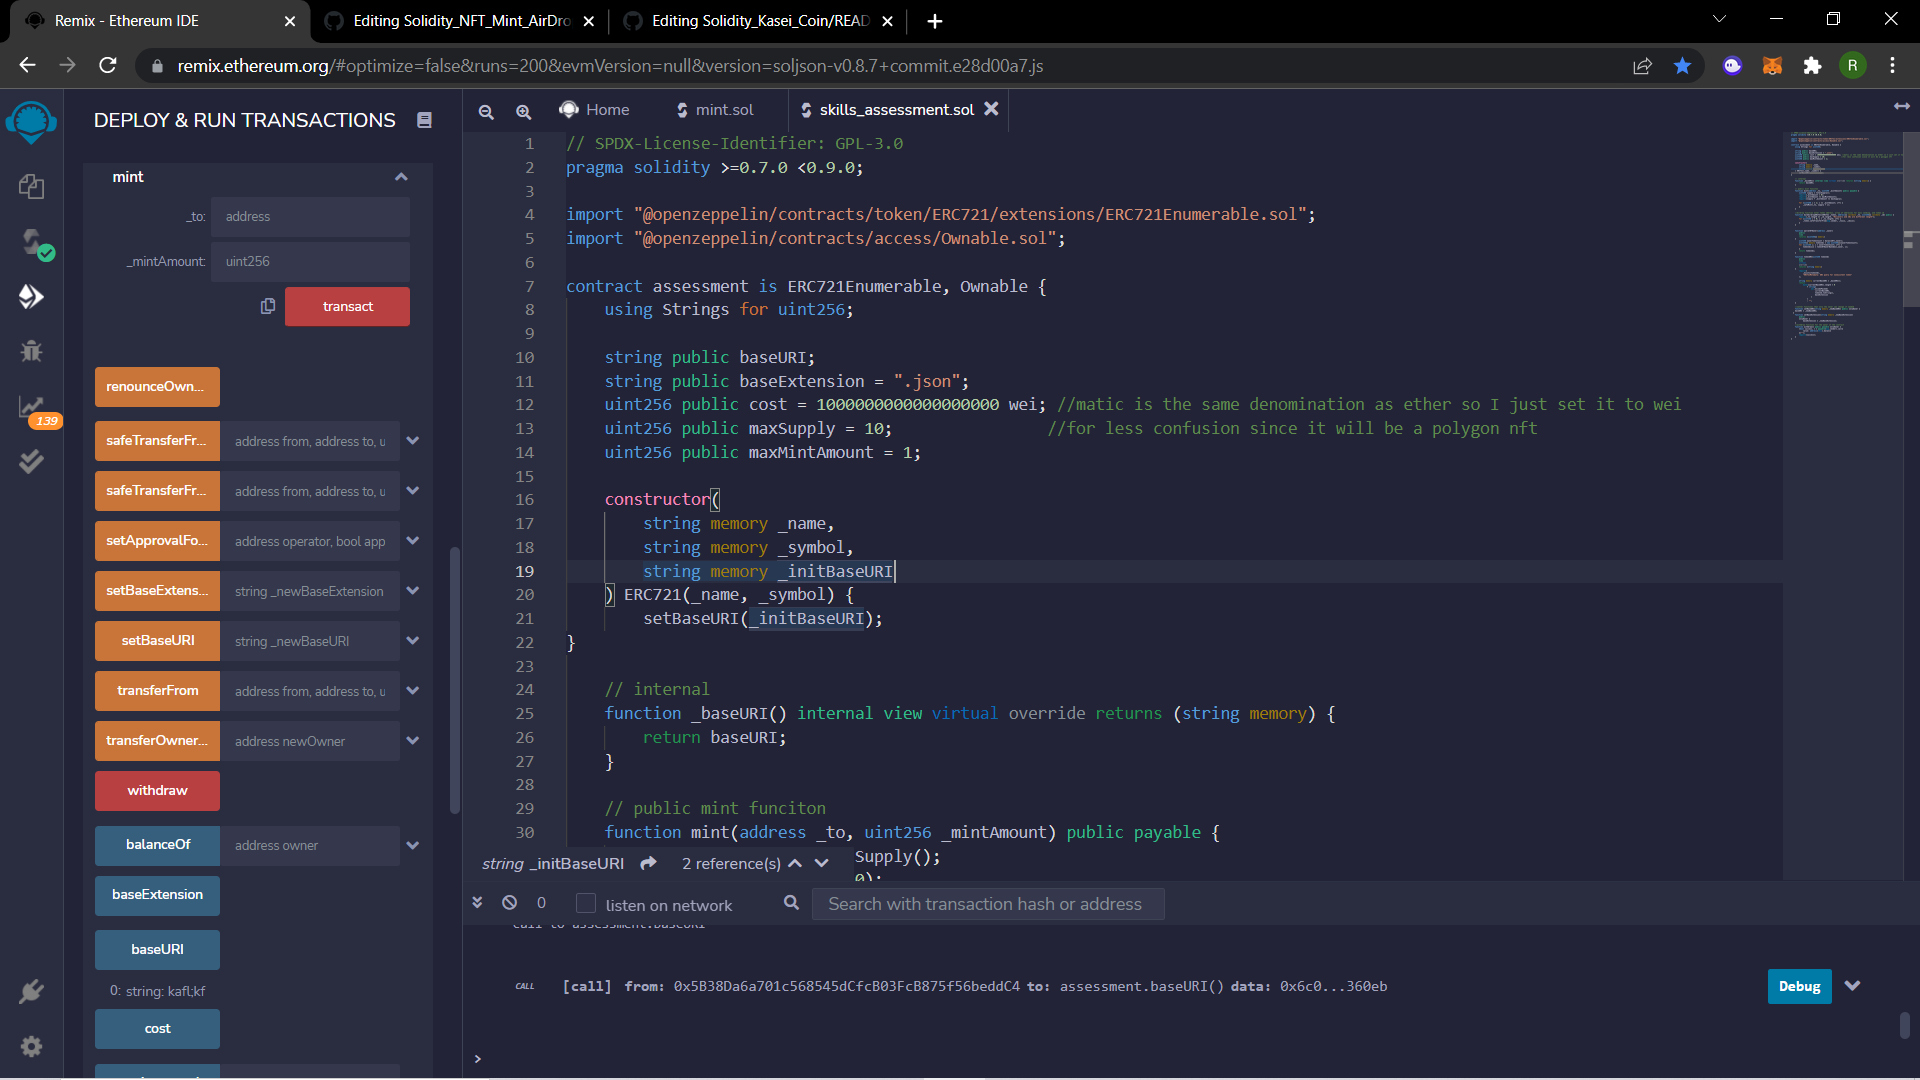 Remix - Ethereum IDE
Editing Solidity_NFT_Mint_AirDro
Editing Solidity_Kasei_Coin/READ
remix.ethereum.org/#optimize=false&runs=200&evmVersion=null&version=soljson-v0.8.7+commit.e28d00a7.js
R
DEPLOY & RUN TRANSACTIONS
mint
_to: address
_mintAmount: uint256
transact
renounceOwn...
safeTransferFr... address from, address to, u
safeTransferFr... address from, address to, u
setApprovalFo... address operator, bool app
setBaseExtens... string _newBaseExtension
setBaseURI string _newBaseURI
transferFrom address from, address to, u
transferOwner... address newOwner
withdraw
balanceOf address owner
baseExtension
baseURI
0: string: kafl;kf
cost
139
Home
mint.sol
skills_assessment.sol
1 // SPDX-License-Identifier: GPL-3.0
2 pragma solidity >=0.7.0 <0.9.0;
3
4 import "@openzeppelin/contracts/token/ERC721/extensions/ERC721Enumerable.sol";
5 import "@openzeppelin/contracts/access/Ownable.sol";
6
7 contract assessment is ERC721Enumerable, Ownable {
8 using Strings for uint256;
9
10 string public baseURI;
11 string public baseExtension = ".json";
12 uint256 public cost = 1000000000000000000 wei; //matic is the same denomination as ether so I just set it to wei
13 uint256 public maxSupply = 10; //for less confusion since it will be a polygon nft
14 uint256 public maxMintAmount = 1;
15
16 constructor(
17 string memory _name,
18 string memory _symbol,
19 string memory _initBaseURI
20 ) ERC721(_name, _symbol) {
21 setBaseURI(_initBaseURI);
22 }
23
24 // internal
25 function _baseURI() internal view virtual override returns (string memory) {
26 return baseURI;
27 }
28
29 // public mint funciton
30 function mint(address _to, uint256 _mintAmount) public payable {
Supply();
0);
string _initBaseURI 2 reference(s)
0 listen on network Search with transaction hash or address
call to assessment.baseURI
CALL [call] from: 0x5B38Da6a701c568545dCfcB03FcB875f56beddC4 to: assessment.baseURI() data: 0x6c0...360eb
Debug
>